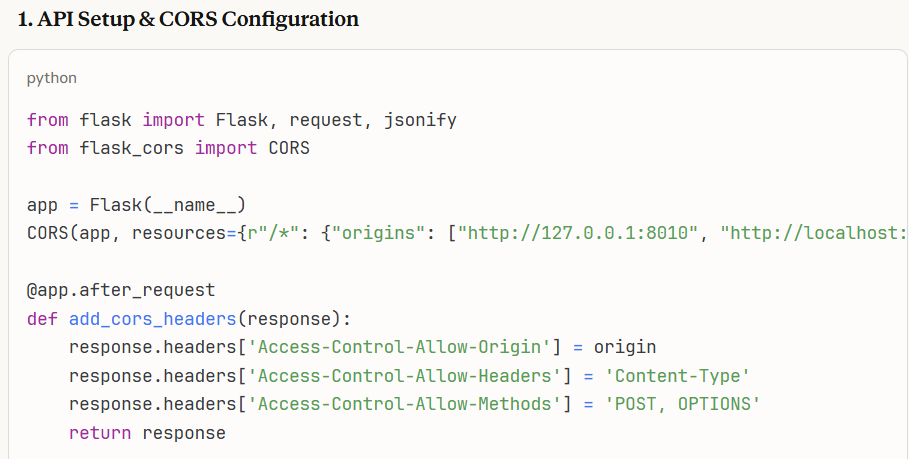 1. API Setup & CORS Configuration
python
from flask import Flask, request, jsonify
from flask_cors import CORS
app = Flask(__name__)
CORS(app, resources={r"/*": {"origins": ["http://127.0.0.1:8010", "http://localhost:
@app.after_request
def add_cors_headers(response):
    response.headers['Access-Control-Allow-Origin'] = origin
    response.headers['Access-Control-Allow-Headers'] = 'Content-Type'
    response.headers['Access-Control-Allow-Methods'] = 'POST, OPTIONS'
    return response